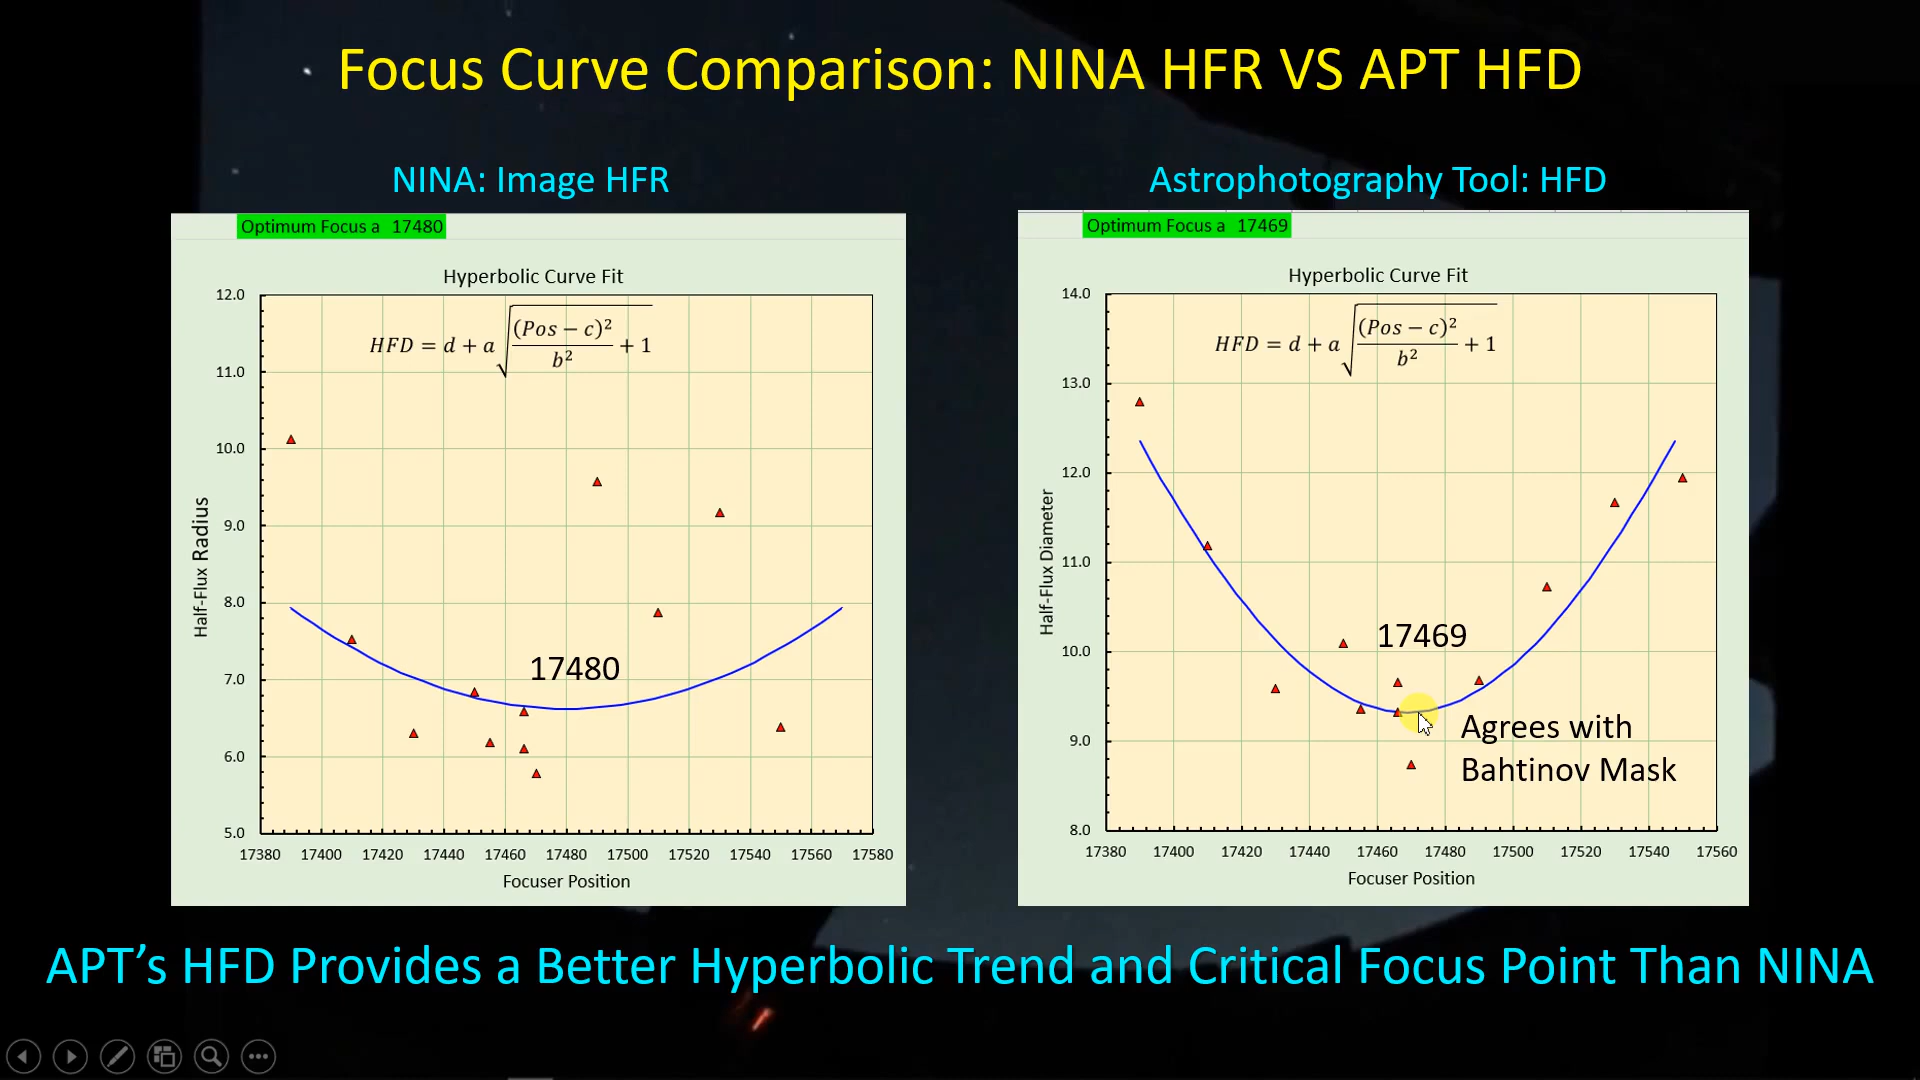 Focus Curve Comparison: NINA HFR VS APT HFD
NINA: Image HFR
Optimum Focus a 17480
Hyperbolic Curve Fit
HFD = d + a √((Pos − c)² / b² + 1)
12.0
11.0
10.0
9.0
8.0
7.0
6.0
5.0
Half-Flux Radius
17480
17380 17400 17420 17440 17460 17480 17500 17520 17540 17560 17580
Focuser Position
Astrophotography Tool: HFD
Optimum Focus a 17469
Hyperbolic Curve Fit
HFD = d + a √((Pos − c)² / b² + 1)
14.0
13.0
12.0
11.0
10.0
9.0
8.0
Half-Flux Diameter
17469
Agrees with
Bahtinov Mask
17380 17400 17420 17440 17460 17480 17500 17520 17540 17560
Focuser Position
APT’s HFD Provides a Better Hyperbolic Trend and Critical Focus Point Than NINA